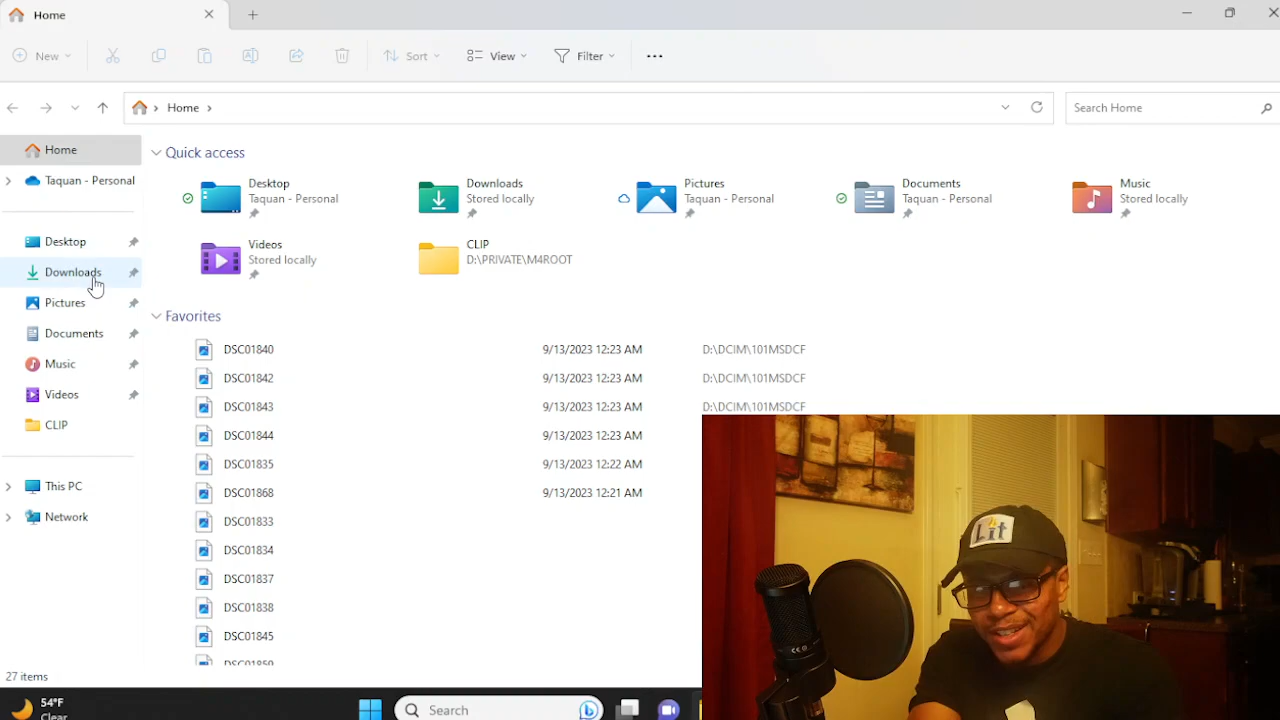 Home
New
Sort
View
Filter
Home
Search Home
Home
Taquan - Personal
Desktop
Downloads
Pictures
Documents
Music
Videos
CLIP
This PC
Network
Quick access
Desktop
Taquan - Personal
Downloads
Stored locally
Pictures
Taquan - Personal
Documents
Taquan - Personal
Music
Stored locally
Videos
Stored locally
CLIP
D:\PRIVATE\M4ROOT
Favorites
DSC01840 9/13/2023 12:23 AM D:\DCIM\101MSDCF
DSC01842 9/13/2023 12:23 AM D:\DCIM\101MSDCF
DSC01843 9/13/2023 12:23 AM D:\DCIM\101MSDCF
DSC01844 9/13/2023 12:23 AM
DSC01835 9/13/2023 12:22 AM
DSC01868 9/13/2023 12:21 AM
DSC01833
DSC01834
DSC01837
DSC01838
DSC01845
27 items
54°F
Clear
Search
Lit